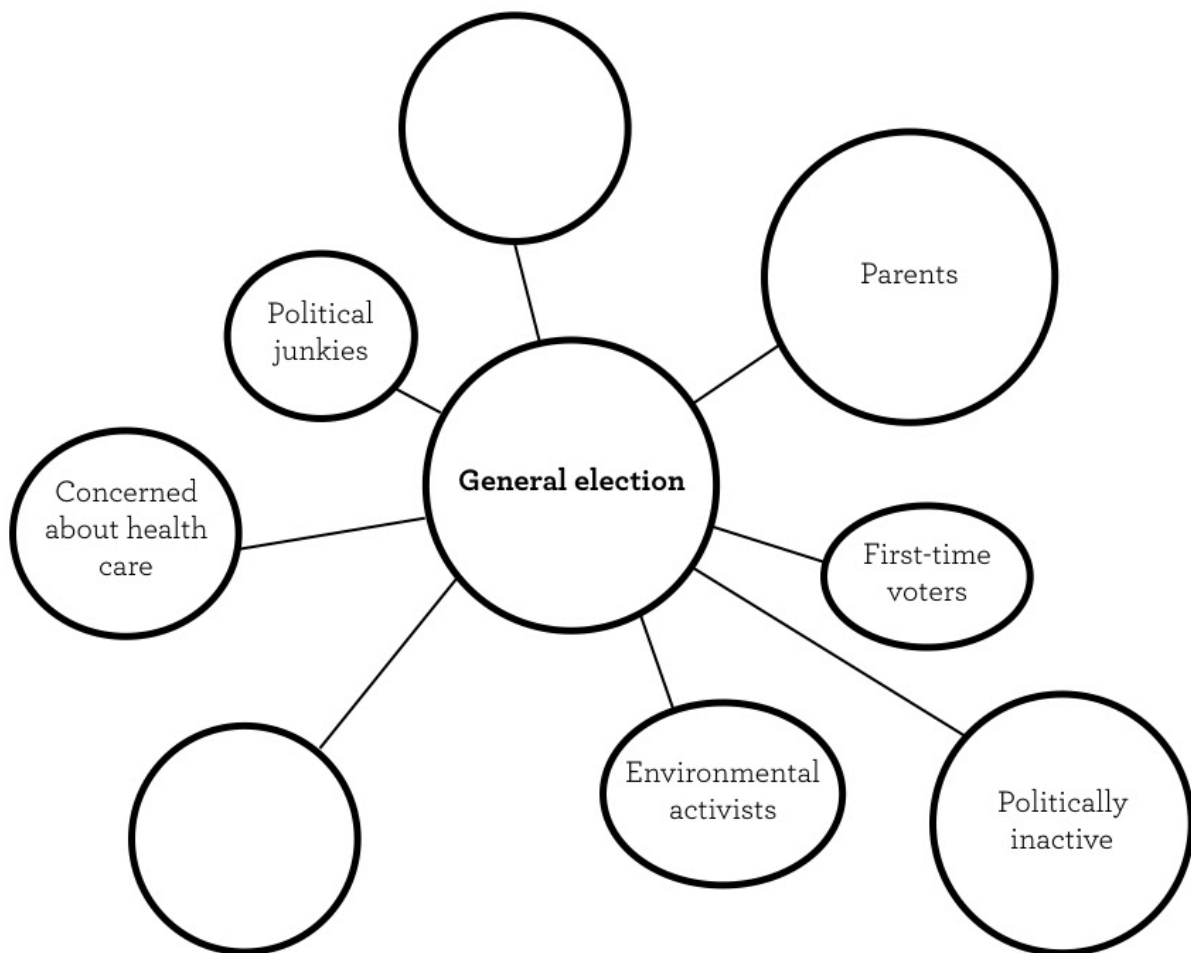 Parents
Political
junkies
General election
Concerned
about health
care
First-time
voters
Environmental
activists
Politically
inactive